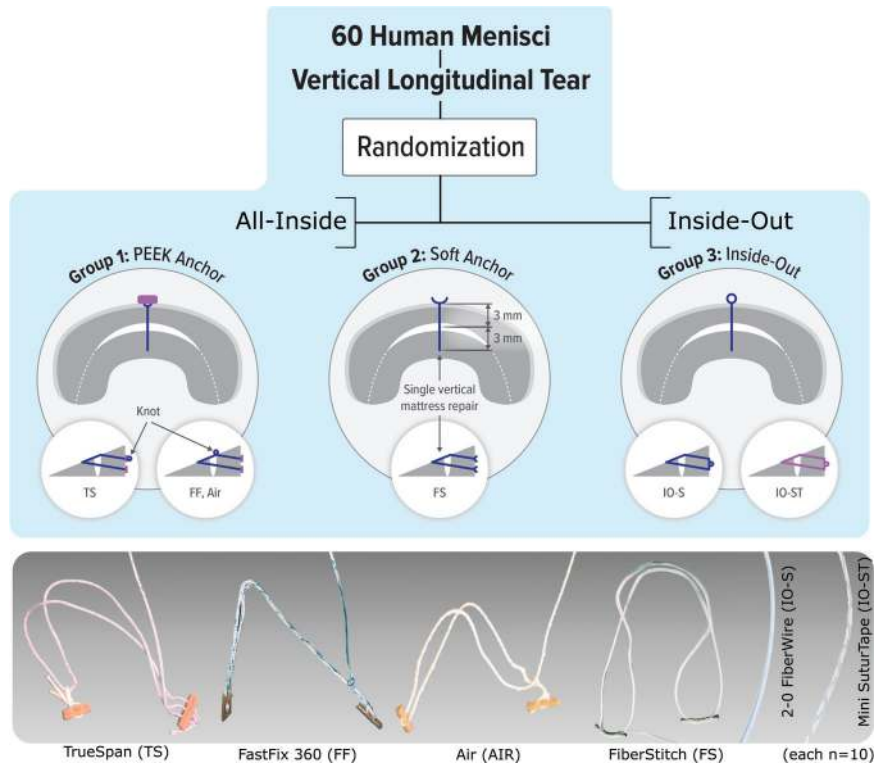 60 Human Menisci
Vertical Longitudinal Tear
Randomization
All-Inside
Inside-Out
Group 1: PEEK Anchor
Group 2: Soft Anchor
Group 3: Inside-Out
3 mm
3 mm
Single vertical
mattress repair
Knot
TS
FF, Air
FS
IO-S
IO-ST
2-0 FiberWire (IO-S)
Mini SuturTape (IO-ST)
TrueSpan (TS)
FastFix 360 (FF)
Air (AIR)
FiberStitch (FS)
(each n=10)